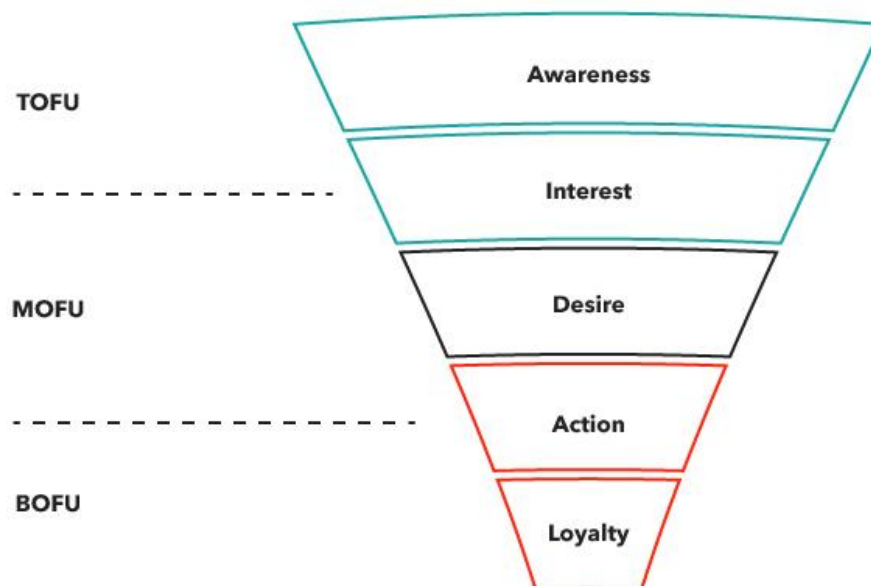 Awareness
TOFU
Interest
Desire
MOFU
Action
BOFU
Loyalty